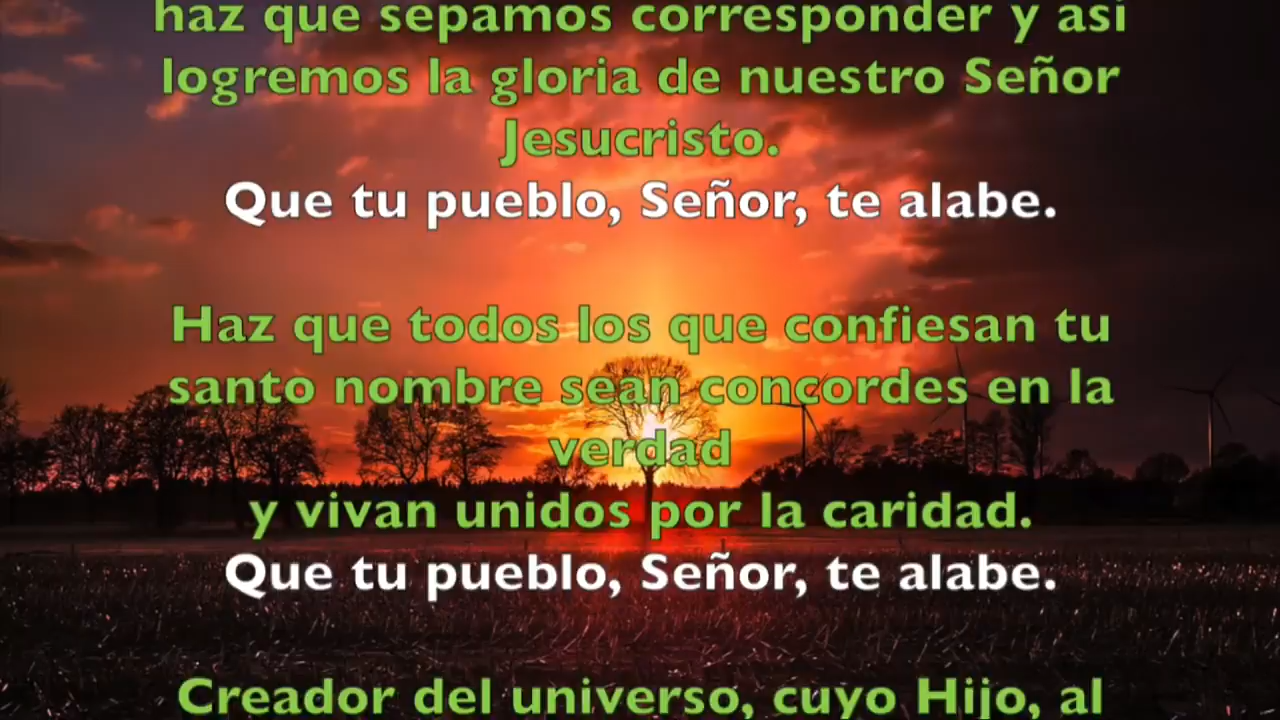 haz que sepamos corresponder y así
logremos la gloria de nuestro Señor
Jesucristo.
Que tu pueblo, Señor, te alabe.
Haz que todos los que confiesan tu
santo nombre sean concordes en la
verdad
y vivan unidos por la caridad.
Que tu pueblo, Señor, te alabe.
Creador del universo, cuyo Hijo, al